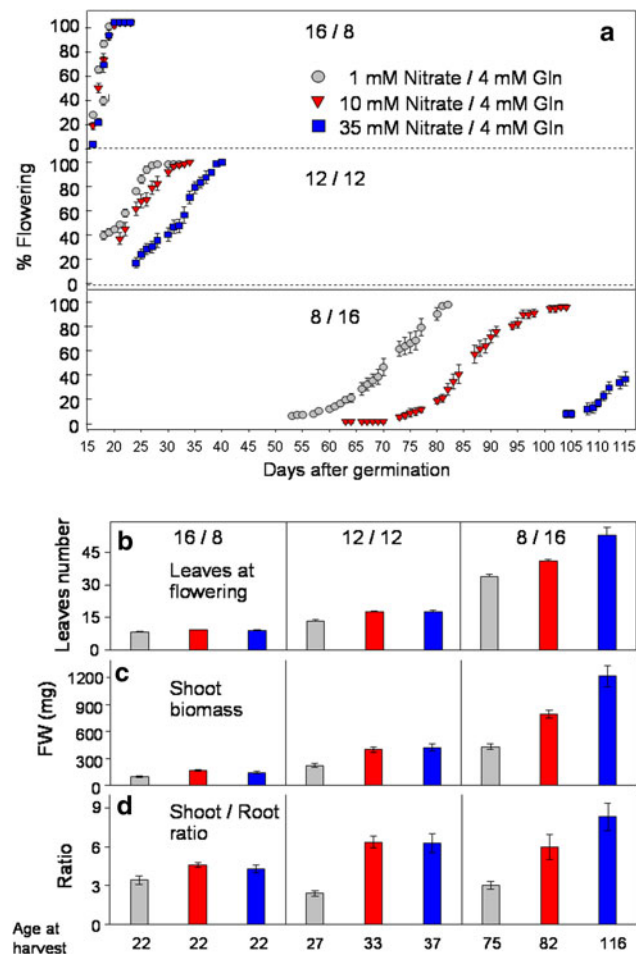 16 / 8
a
1 mM Nitrate / 4 mM Gln
10 mM Nitrate / 4 mM Gln
35 mM Nitrate / 4 mM Gln
100
80
60
40
20
0
12 / 12
100
80
60
40
20
0
% Flowering
8 / 16
100
80
60
40
20
0
15 20 25 30 35 40 45 50 55 60 65 70 75 80 85 90 95 101 105 111 115
Days after germination
b
16 / 8
12 / 12
8 / 16
Leaves at
flowering
Leaves number
45
30
15
0
c
Shoot
biomass
FW (mg)
1200
900
600
300
0
d
Shoot / Root
ratio
Ratio
9
6
3
0
Age at
harvest
22 22 22 27 33 37 75 82 116